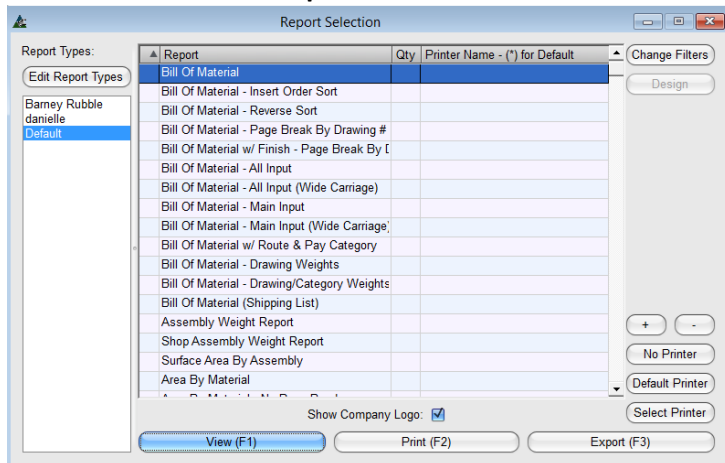 Report Selection
Report Types:
Edit Report Types
Barney Rubble
danielle
Default
Report Qty Printer Name - (*) for Default
Bill Of Material
Bill Of Material - Insert Order Sort
Bill Of Material - Reverse Sort
Bill Of Material - Page Break By Drawing #
Bill Of Material w/ Finish - Page Break By
Bill Of Material - All Input
Bill Of Material - All Input (Wide Carriage)
Bill Of Material - Main Input
Bill Of Material - Main Input (Wide Carriage)
Bill Of Material w/ Route & Pay Category
Bill Of Material - Drawing Weights
Bill Of Material - Drawing/Category Weights
Bill Of Material (Shipping List)
Assembly Weight Report
Shop Assembly Weight Report
Surface Area By Assembly
Area By Material
Change Filters
Design
+ -
No Printer
Default Printer
Select Printer
Show Company Logo:
View (F1) Print (F2) Export (F3)